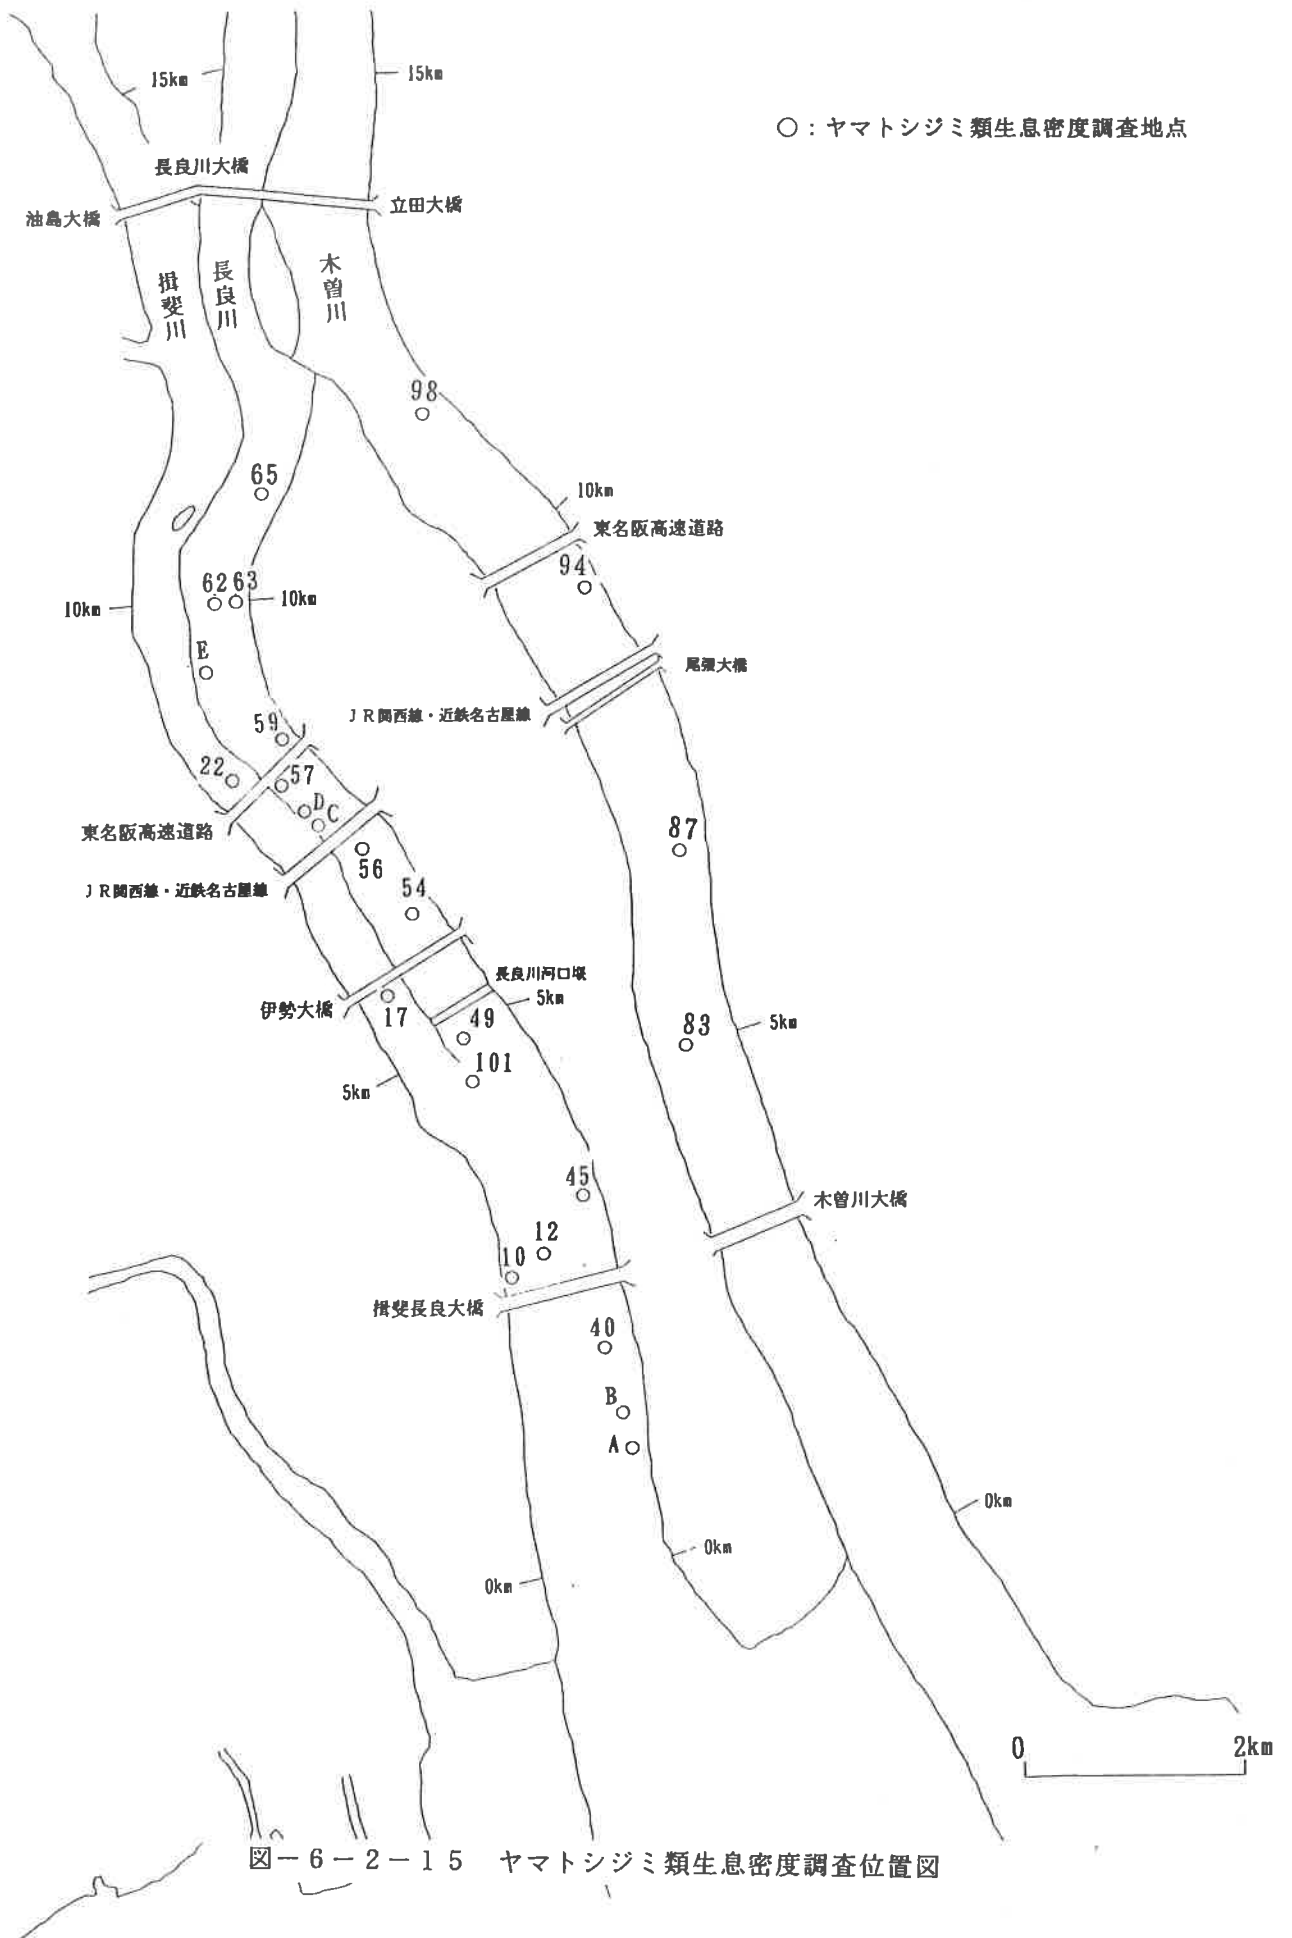 15km
15km
○：ヤマトシジミ類生息密度調査地点
長良川大橋
油島大橋
立田大橋
揖斐川
長良川
木曽川
98
65
10km
東名阪高速道路
94
62 63
10km
10km
E
尾張大橋
JR関西線・近鉄名古屋線
59
22
57
D
C
東名阪高速道路
87
56
JR関西線・近鉄名古屋線
54
長良川河口堰
5km
伊勢大橋
17
49
83
5km
101
5km
45
木曽川大橋
12
10
揖斐長良大橋
40
B
A
0km
0km
0km
0
2km
図－6－2－15 ヤマトシジミ類生息密度調査位置図